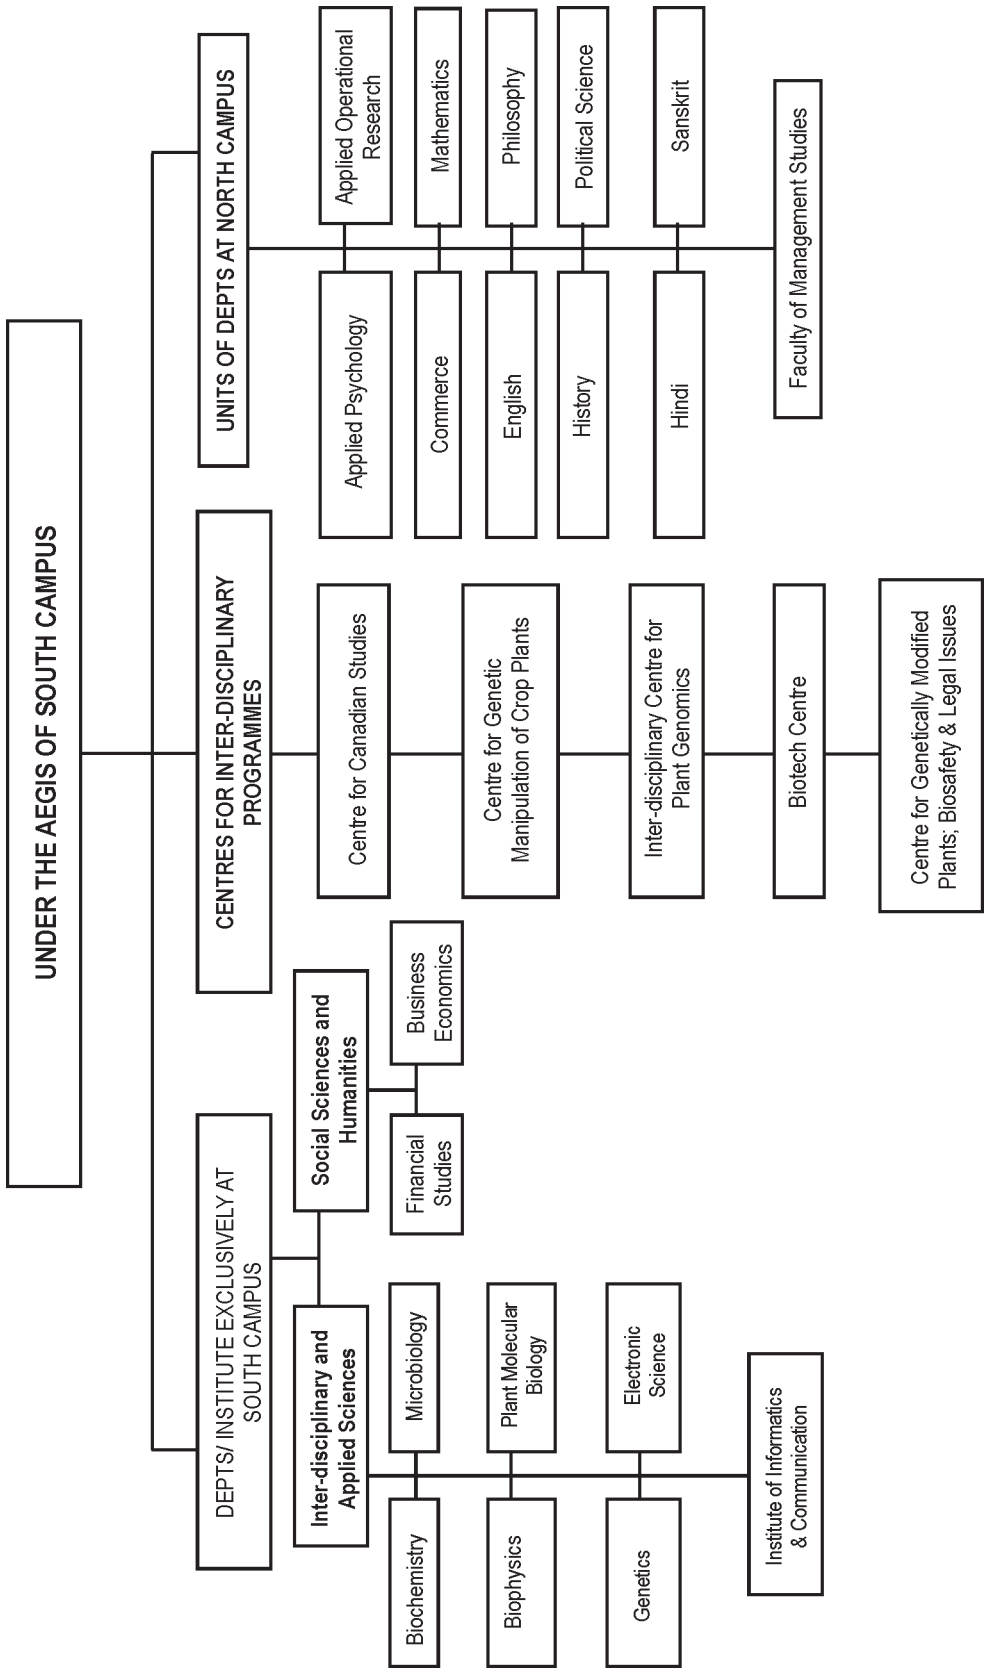 UNDER THE AEGIS OF SOUTH CAMPUS
DEPTS/ INSTITUTE EXCLUSIVELY AT
SOUTH CAMPUS
Inter-disciplinary and
Applied Sciences
Biochemistry
Microbiology
Biophysics
Plant Molecular
Biology
Genetics
Electronic
Science
Institute of Informatics
& Communication
Social Sciences and
Humanities
Financial
Studies
Business
Economics
CENTRES FOR INTER-DISCIPLINARY
PROGRAMMES
Centre for Canadian Studies
Centre for Genetic
Manipulation of Crop Plants
Inter-disciplinary Centre for
Plant Genomics
Biotech Centre
Centre for Genetically Modified
Plants; Biosafety & Legal Issues
UNITS OF DEPTS AT NORTH CAMPUS
Applied Psychology
Applied Operational
Research
Commerce
Mathematics
English
Philosophy
History
Political Science
Hindi
Sanskrit
Faculty of Management Studies